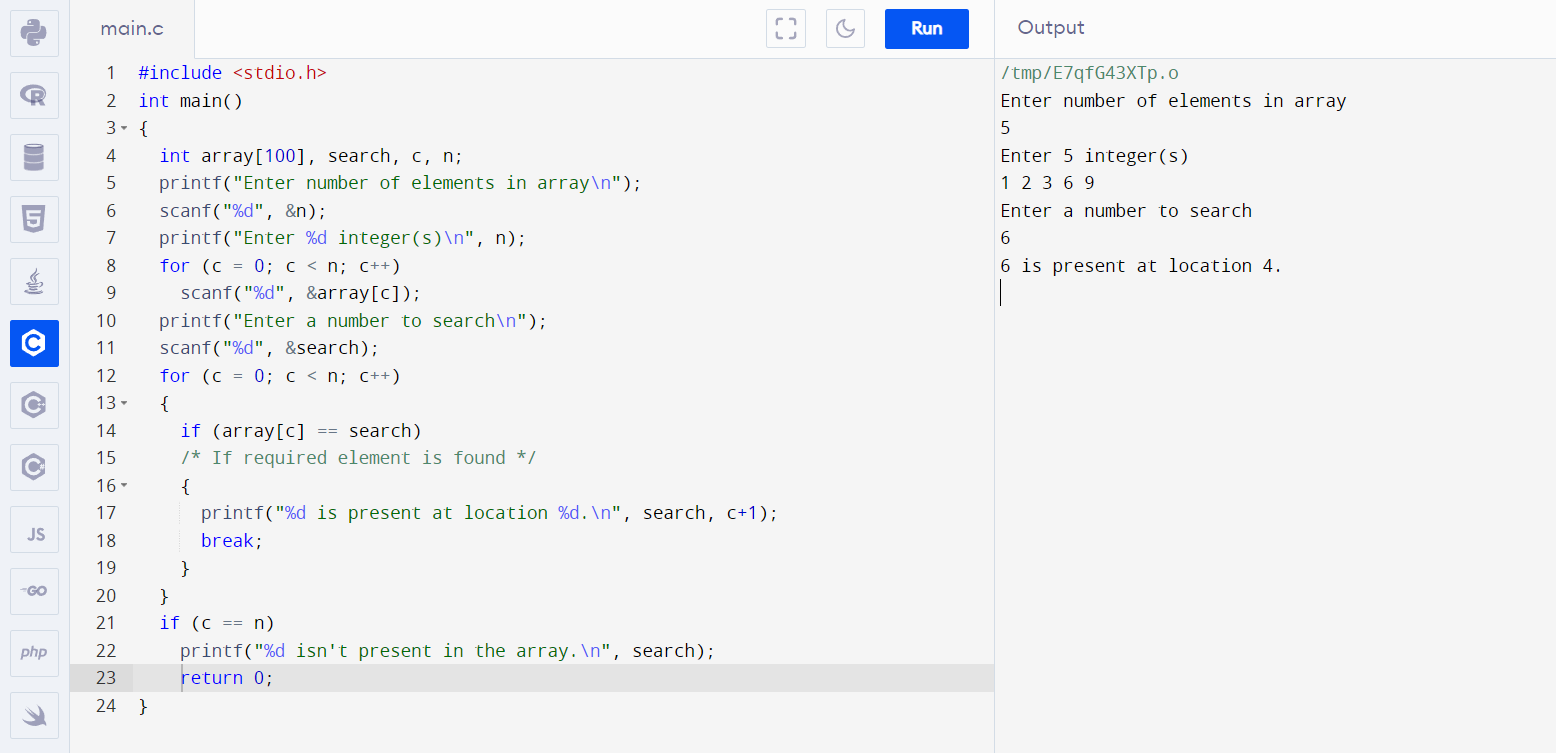 main.c
Run
Output
1 #include <stdio.h>
2 int main()
3 {
4   int array[100], search, c, n;
5   printf("Enter number of elements in array\n");
6   scanf("%d", &n);
7   printf("Enter %d integer(s)\n", n);
8   for (c = 0; c < n; c++)
9     scanf("%d", &array[c]);
10   printf("Enter a number to search\n");
11   scanf("%d", &search);
12   for (c = 0; c < n; c++)
13   {
14     if (array[c] == search)
15     /* If required element is found */
16     {
17       printf("%d is present at location %d.\n", search, c+1);
18       break;
19     }
20   }
21   if (c == n)
22     printf("%d isn't present in the array.\n", search);
23     return 0;
24 }
/tmp/E7qfG43XTp.o
Enter number of elements in array
5
Enter 5 integer(s)
1 2 3 6 9
Enter a number to search
6
6 is present at location 4.
R
5
C
C
C
JS
GO
php